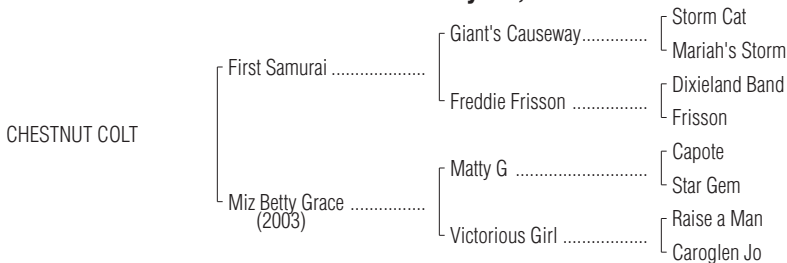 CHESTNUT COLT
First Samurai ....................
Miz Betty Grace ................
(2003)
Giant's Causeway..............
Freddie Frisson ................
Matty G ............................
Victorious Girl ..................
Storm Cat
Mariah's Storm
Dixieland Band
Frisson
Capote
Star Gem
Raise a Man
Caroglen Jo